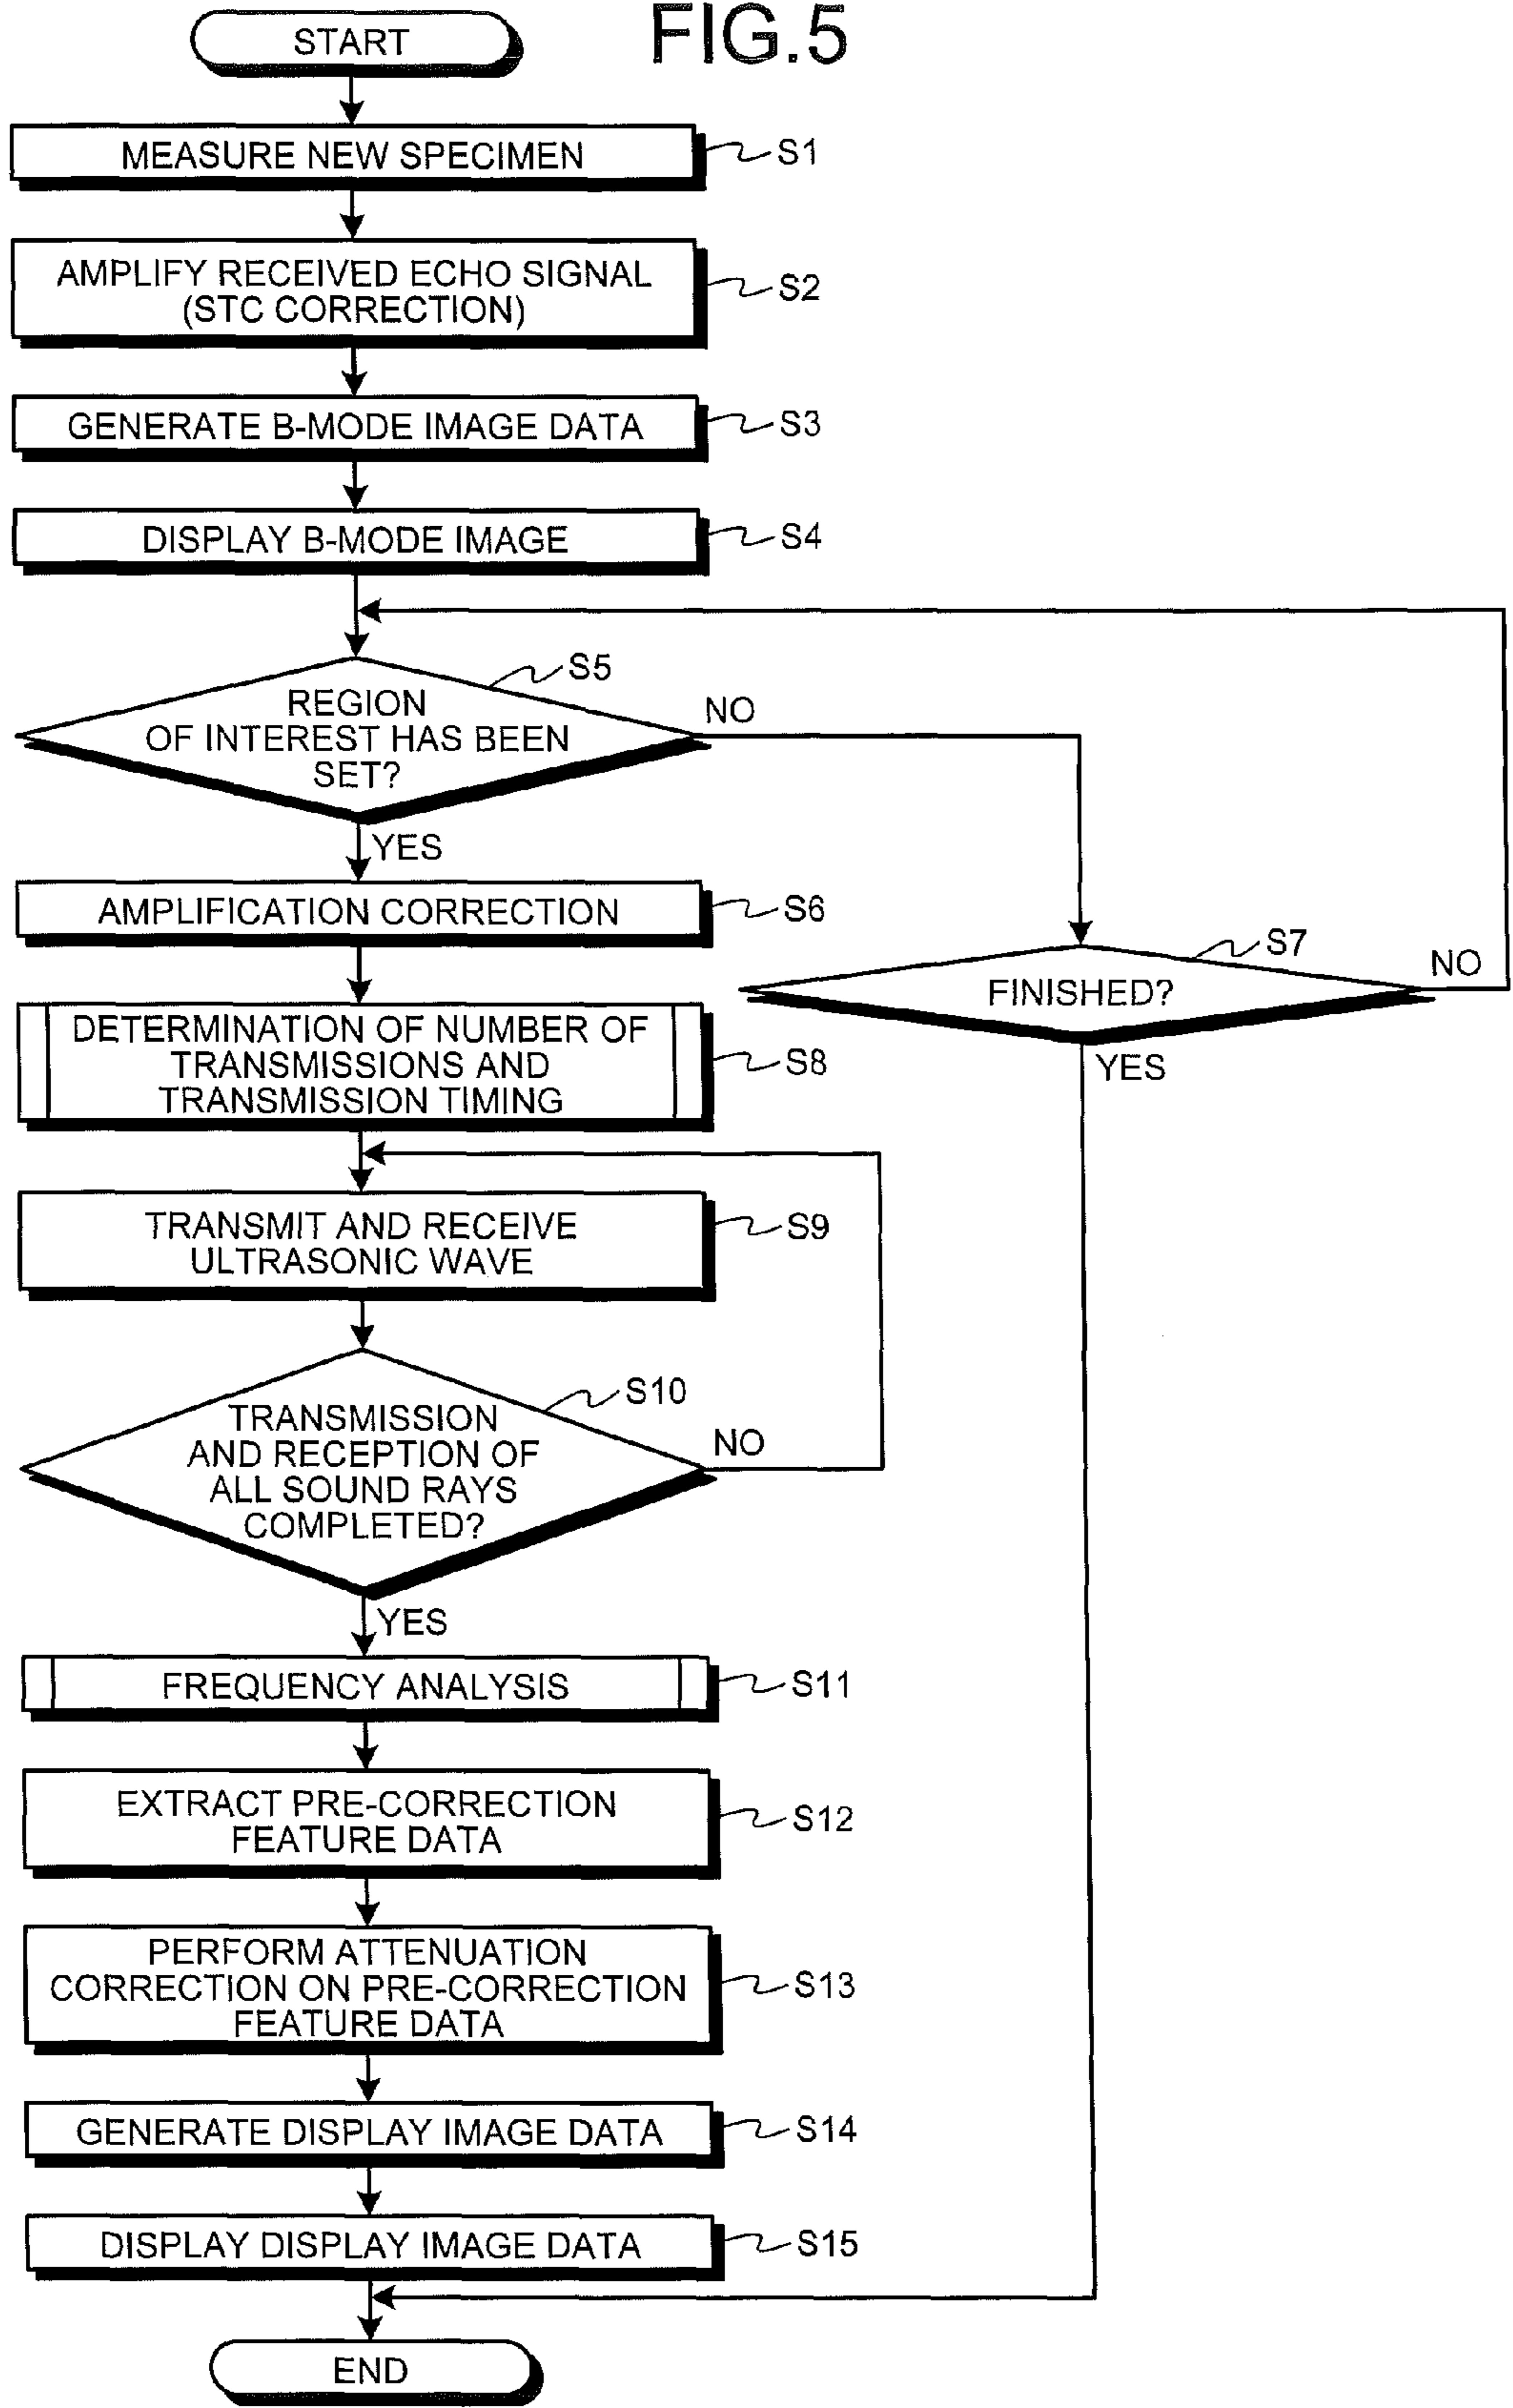 FIG.5
START
MEASURE NEW SPECIMEN
S1
AMPLIFY RECEIVED ECHO SIGNAL
(STC CORRECTION)
S2
GENERATE B-MODE IMAGE DATA
S3
DISPLAY B-MODE IMAGE
S4
S5
REGION
OF INTEREST HAS BEEN
SET?
NO
YES
AMPLIFICATION CORRECTION
S6
S7
FINISHED?
NO
YES
DETERMINATION OF NUMBER OF
TRANSMISSIONS AND
TRANSMISSION TIMING
S8
TRANSMIT AND RECEIVE
ULTRASONIC WAVE
S9
S10
TRANSMISSION
AND RECEPTION OF
ALL SOUND RAYS
COMPLETED?
NO
YES
FREQUENCY ANALYSIS
S11
EXTRACT PRE-CORRECTION
FEATURE DATA
S12
PERFORM ATTENUATION
CORRECTION ON PRE-CORRECTION
FEATURE DATA
S13
GENERATE DISPLAY IMAGE DATA
S14
DISPLAY DISPLAY IMAGE DATA
S15
END